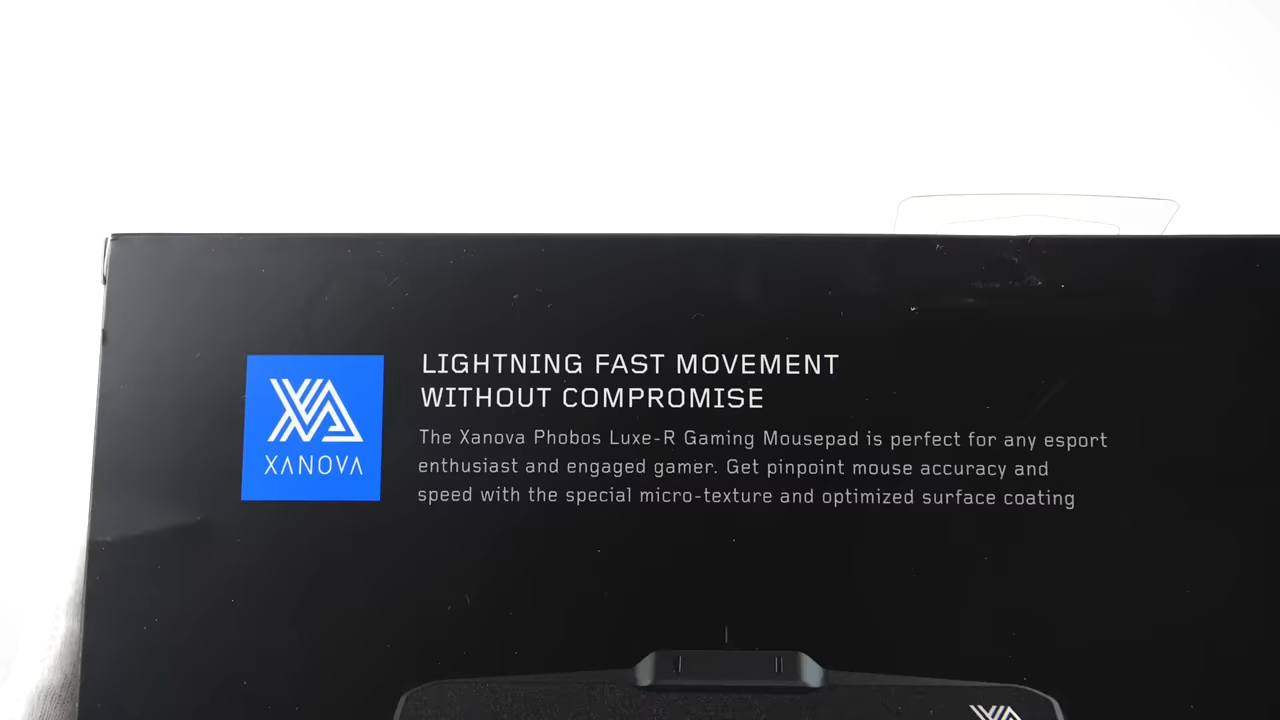 LIGHTNING FAST MOVEMENT
WITHOUT COMPROMISE
The Xanova Phobos Luxe-R Gaming Mousepad is perfect for any esport
enthusiast and engaged gamer. Get pinpoint mouse accuracy and
speed with the special micro-texture and optimized surface coating
XANOVA